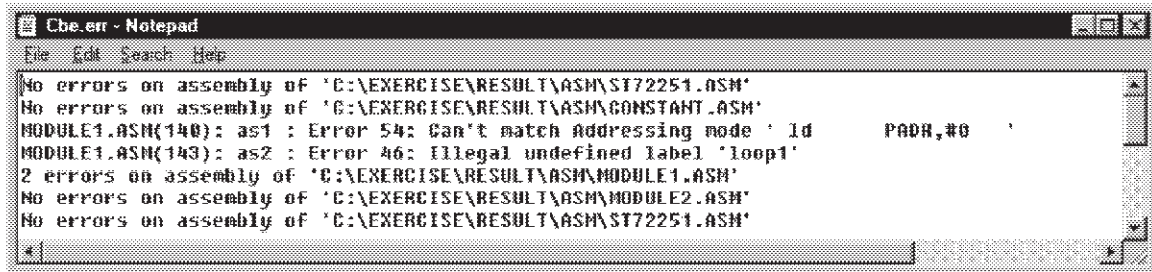 Cbe.err - Notepad
File Edit Search Help
No errors on assembly of 'C:\EXERCISE\RESULT\ASM\ST72251.ASM'
No errors on assembly of 'C:\EXERCISE\RESULT\ASM\CONSTANT.ASM'
MODULE1.ASM(140): as1 : Error 54: Can't match Addressing mode ' ld PADR,#0 '
MODULE1.ASM(143): as2 : Error 46: Illegal undefined label 'loop1'
2 errors on assembly of 'C:\EXERCISE\RESULT\ASM\MODULE1.ASM'
No errors on assembly of 'C:\EXERCISE\RESULT\ASM\MODULE2.ASM'
No errors on assembly of 'C:\EXERCISE\RESULT\ASM\ST72251.ASM'